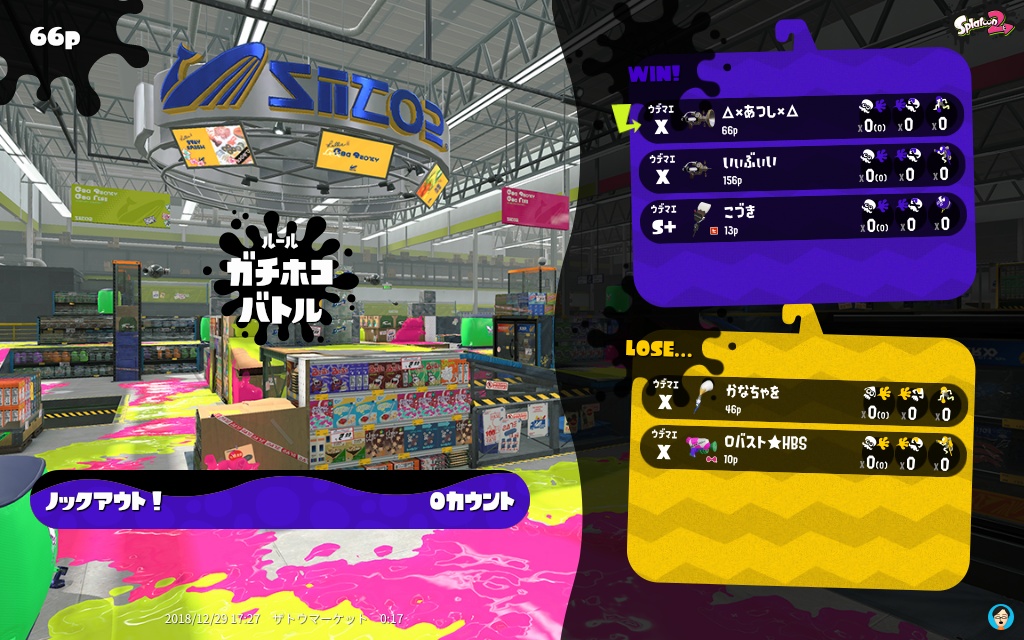 66p
Splatoon 2
SIIZOS
ルール
ガチホコ
バトル
ノックアウト!
0カウント
2018/12/29 17:27 ザトウマーケット 0:17
WIN!
ウデマエ X
△×あつし×△
66p
x0(0) x0 x0
ウデマエ X
いいぶいい
156p
x0(0) x0 x0
ウデマエ S+
こづき
13p
x0(0) x0 x0
LOSE...
ウデマエ X
かなちゃを
46p
x0(0) x0 x0
ウデマエ X
0バスト★HBS
10p
x0(0) x0 x0